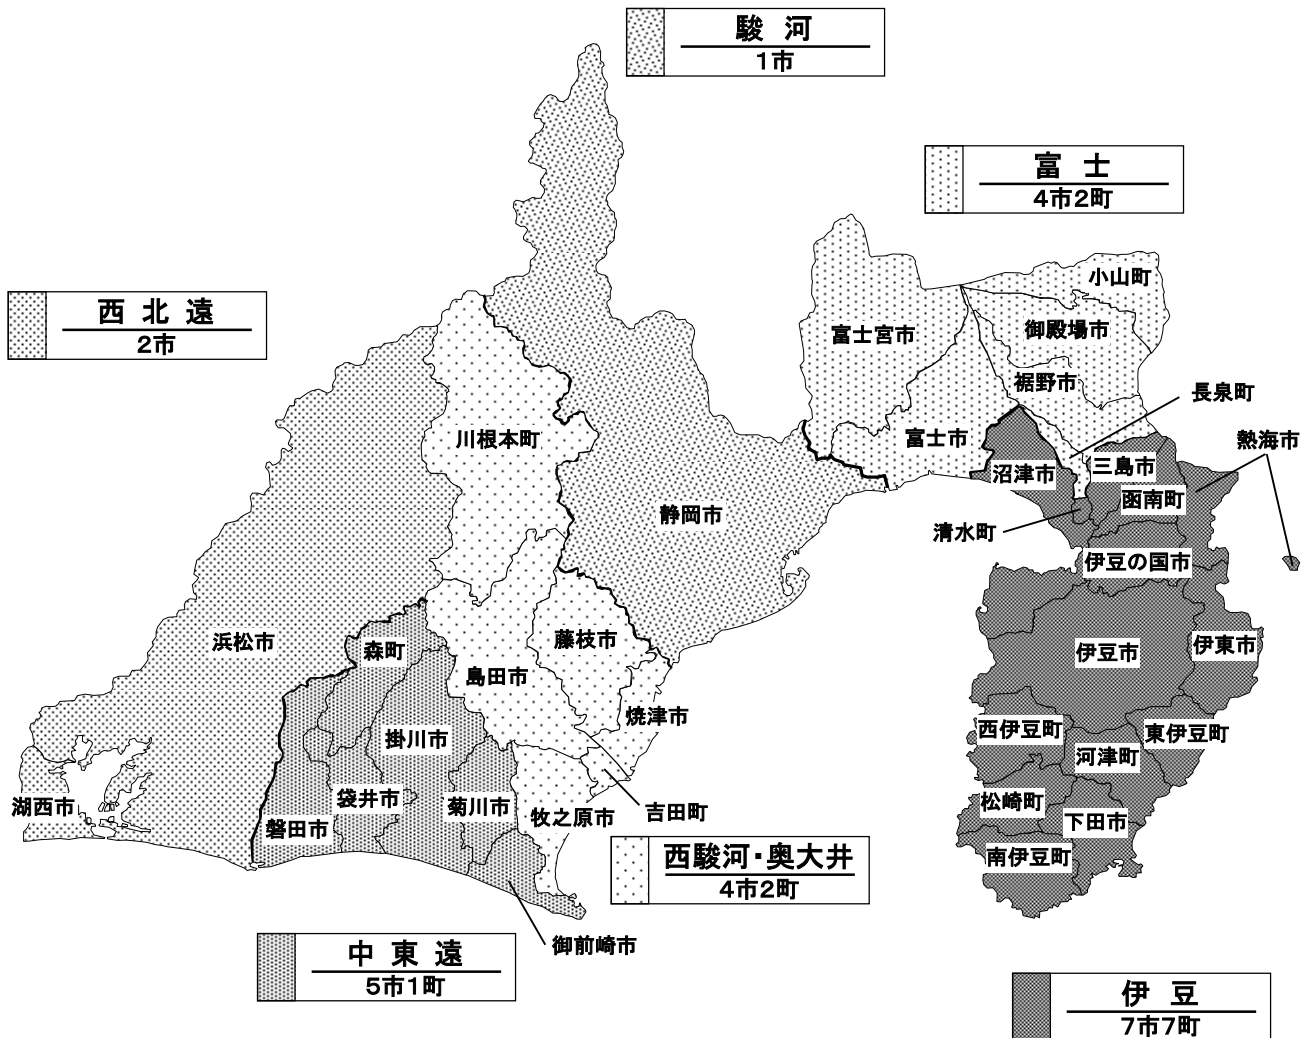 駿河
1市
富士
4市2町
西北遠
2市
小山町
御殿場市
富士宮市
裾野市
長泉町
川根本町
富士市
熱海市
沼津市
三島市
函南町
静岡市
清水町
伊豆の国市
浜松市
森町
藤枝市
伊豆市
伊東市
島田市
焼津市
掛川市
西伊豆町
東伊豆町
河津町
湖西市
袋井市
菊川市
牧之原市
吉田町
松崎町
下田市
磐田市
南伊豆町
西駿河・奥大井
4市2町
御前崎市
中東遠
5市1町
伊豆
7市7町